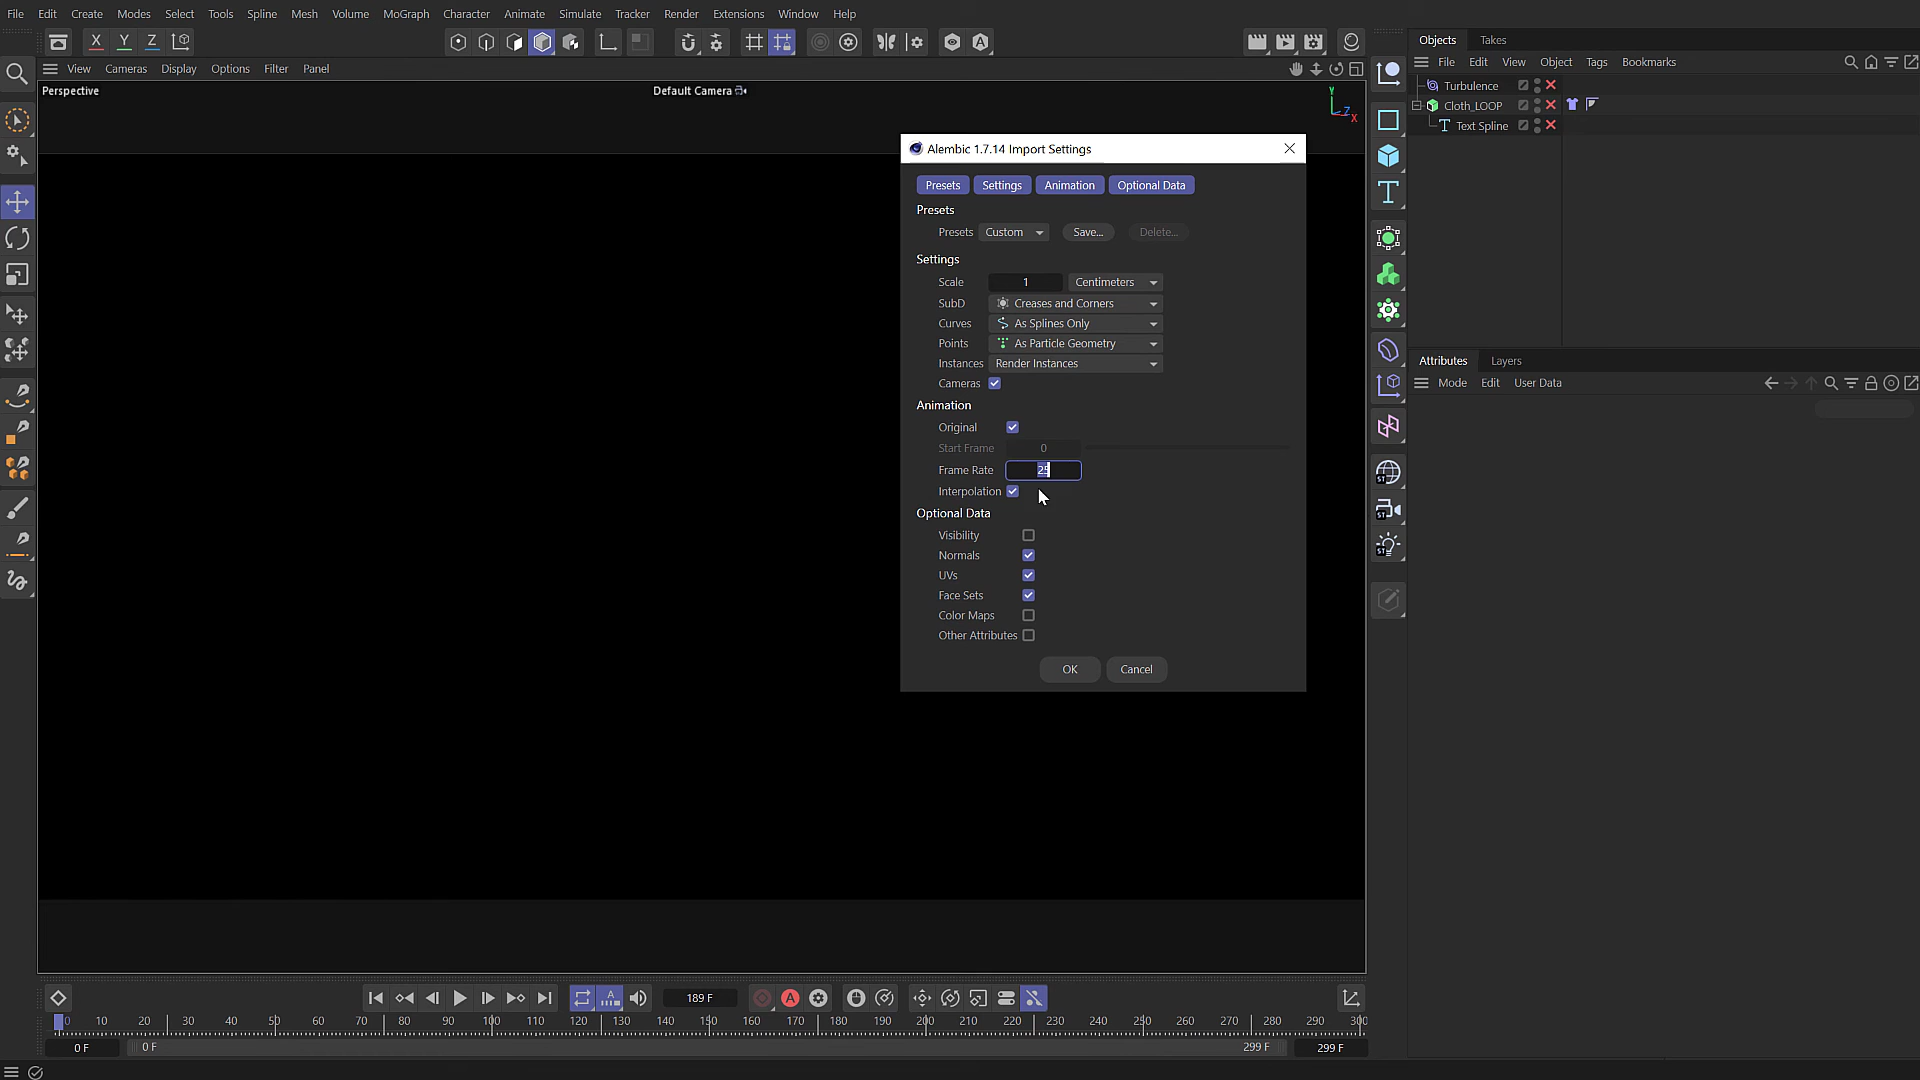 File Edit Create Modes Select Tools Spline Mesh Volume MoGraph Character Animate Simulate Tracker Render Extensions Window Help
X Y Z
View Cameras Display Options Filter Panel
Perspective
Default Camera
Y
Z
X
Alembic 1.7.14 Import Settings
Presets Settings Animation Optional Data
Presets
Presets Custom Save... Delete...
Settings
Scale 1 Centimeters
SubD Creases and Corners
Curves As Splines Only
Points As Particle Geometry
Instances Render Instances
Cameras
Animation
Original
Start Frame 0
Frame Rate 25
Interpolation
Optional Data
Visibility
Normals
UVs
Face Sets
Color Maps
Other Attributes
OK Cancel
ST
ST
ST
Objects Takes
File Edit View Object Tags Bookmarks
Turbulence
Cloth_LOOP
Text Spline
Attributes Layers
Mode Edit User Data
189 F
0 10 20 30 40 50 60 70 80 90 100 110 120 130 140 150 160 170 180 190 200 210 220 230 240 250 260 270 280 290 300
0 F 0 F 299 F 299 F